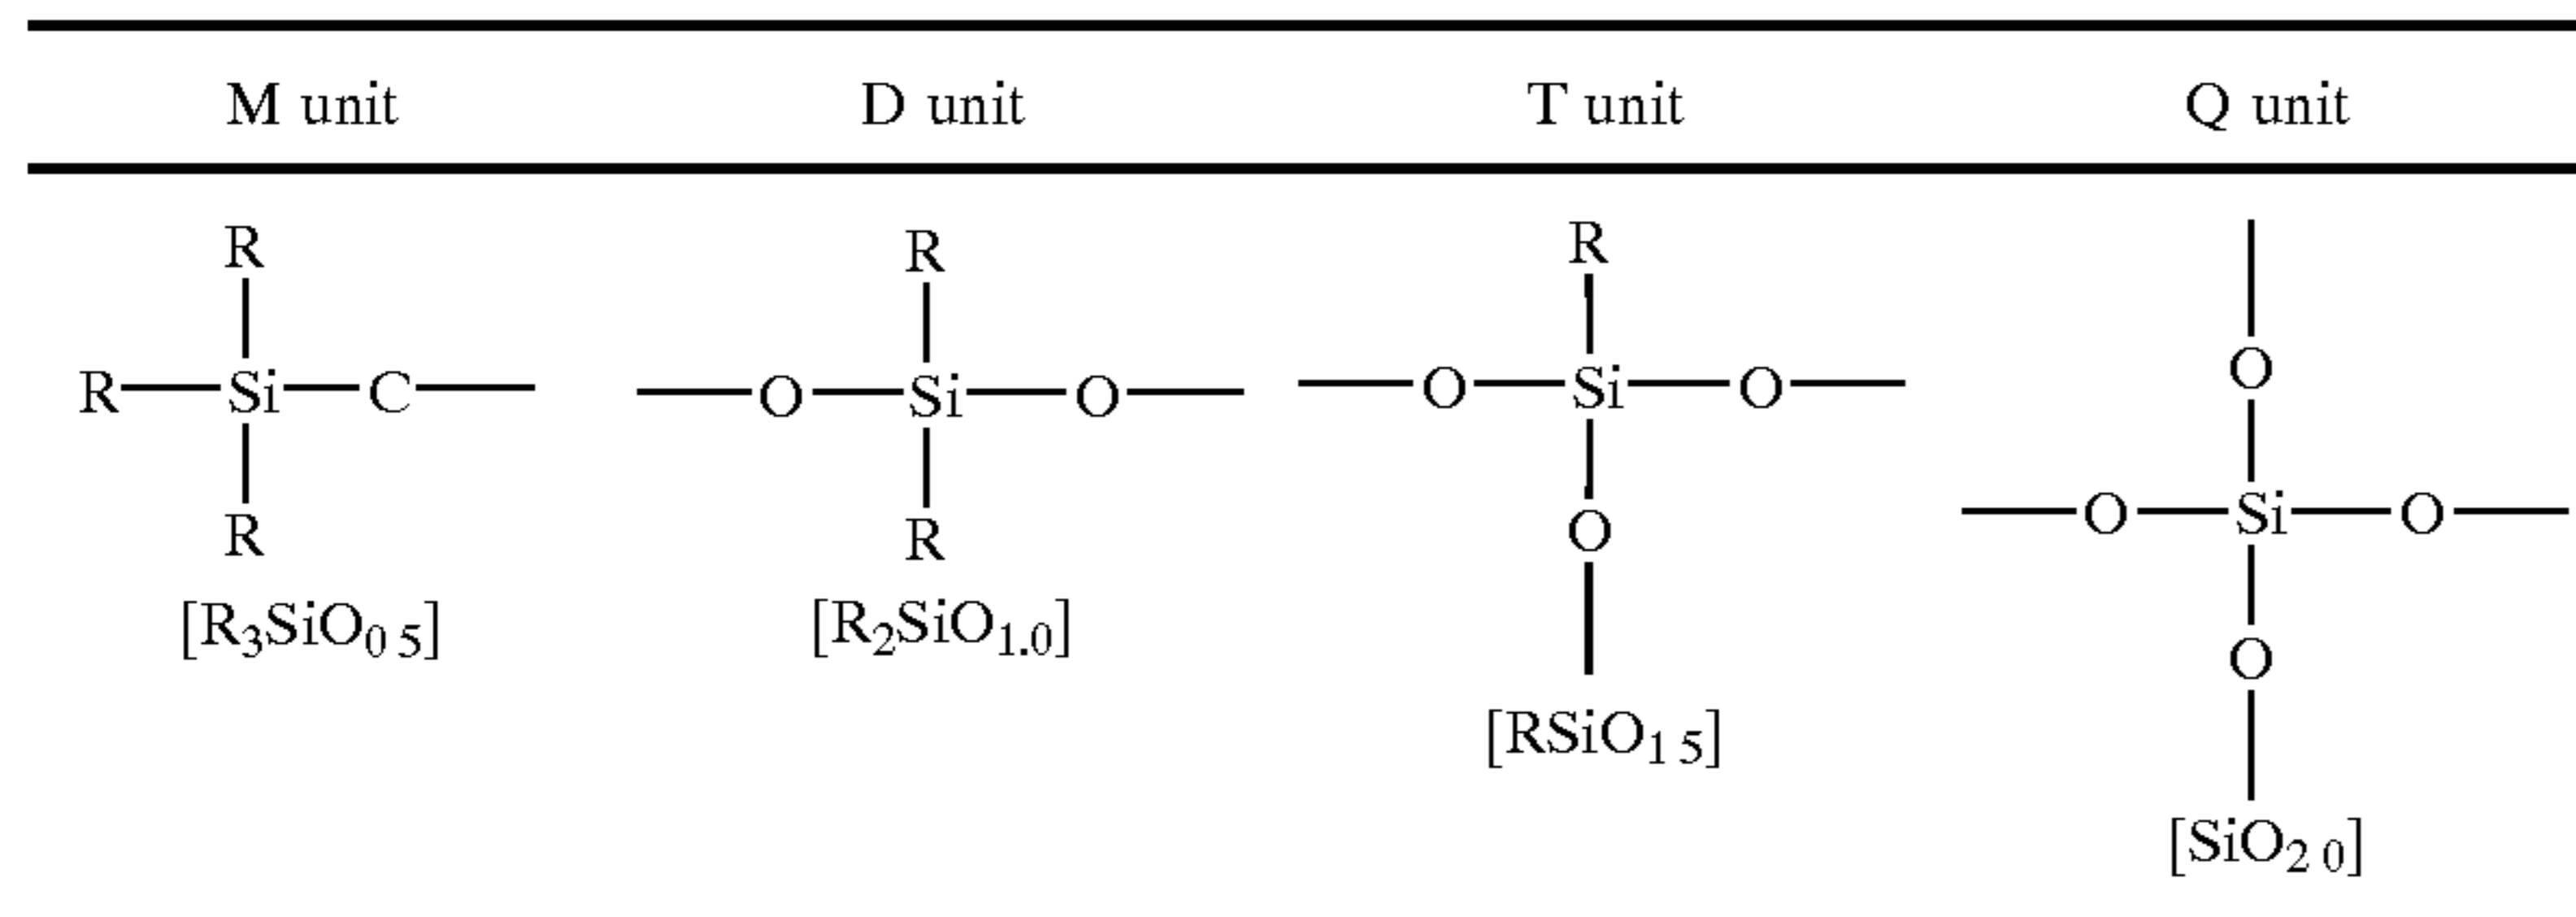 M unit D unit T unit Q unit
R R R
O
R Si C O Si O O Si O
R R O O Si O
[R₃SiO₀ ₅] [R₂SiO₁.₀] O
[RSiO₁ ₅]
[SiO₂ ₀]